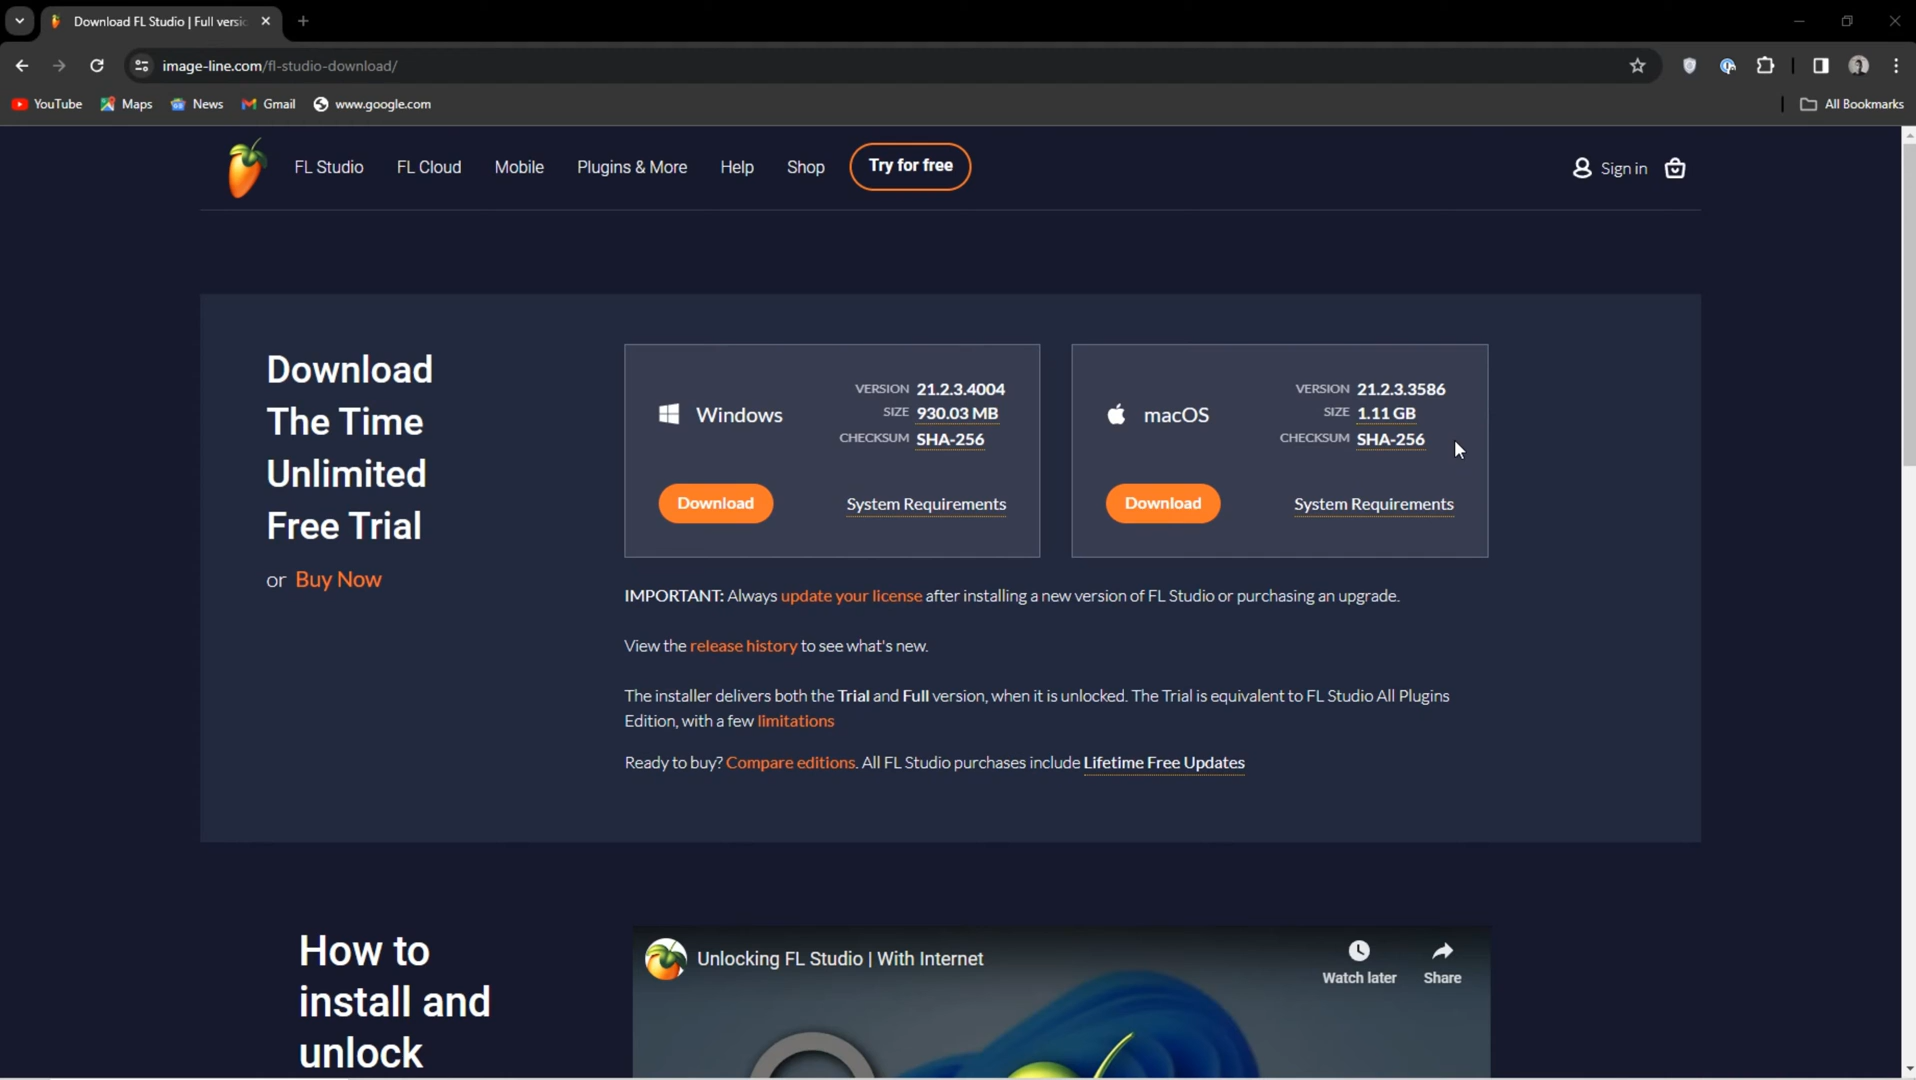 Download FL Studio | Full versio
image-line.com/fl-studio-download/
YouTube Maps News Gmail www.google.com All Bookmarks
FL Studio FL Cloud Mobile Plugins & More Help Shop Try for free Sign in
Download
The Time
Unlimited
Free Trial
or Buy Now
Windows
VERSION 21.2.3.4004
SIZE 930.03 MB
CHECKSUM SHA-256
Download System Requirements
macOS
VERSION 21.2.3.3586
SIZE 1.11 GB
CHECKSUM SHA-256
Download System Requirements
IMPORTANT: Always update your license after installing a new version of FL Studio or purchasing an upgrade.
View the release history to see what's new.
The installer delivers both the Trial and Full version, when it is unlocked. The Trial is equivalent to FL Studio All Plugins
Edition, with a few limitations
Ready to buy? Compare editions. All FL Studio purchases include Lifetime Free Updates
How to
install and
unlock
Unlocking FL Studio | With Internet
Watch later Share